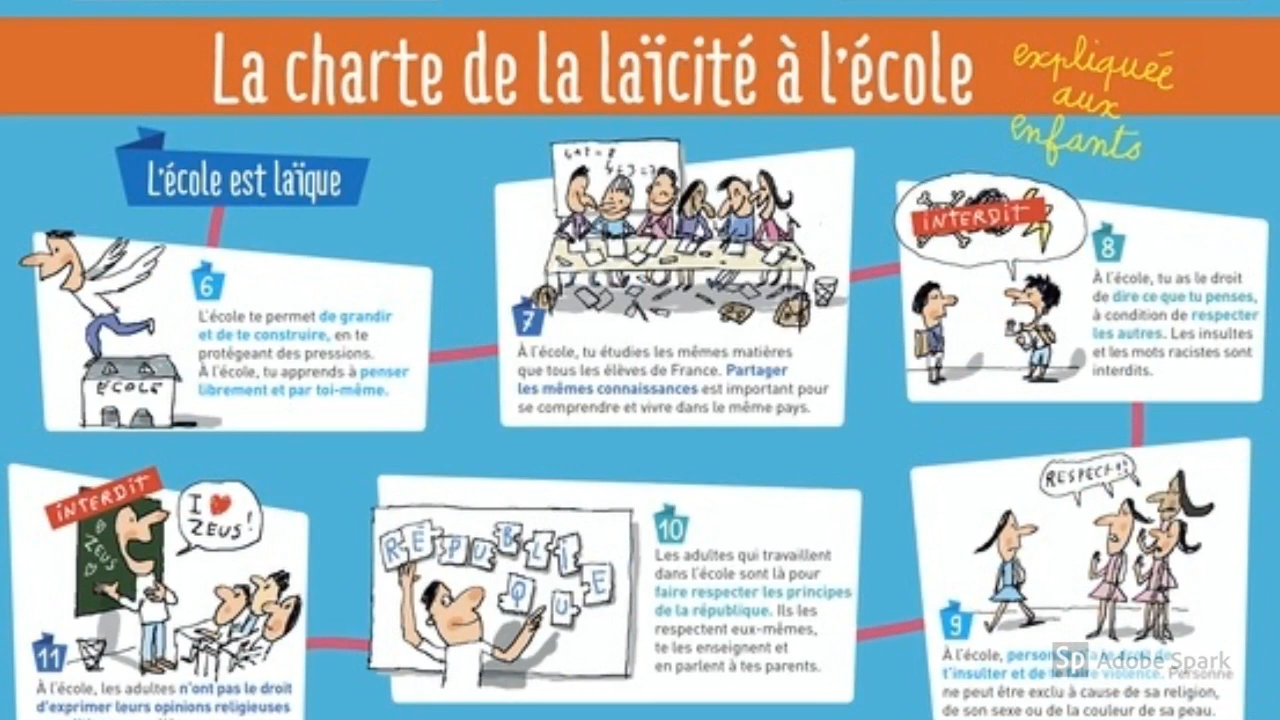 La charte de la laïcité à l'école
expliquée
aux
enfants
L'école est laïque
ÉCOLE
6
L'école te permet de grandir
et de te construire, en te
protégeant des pressions.
À l'école, tu apprends à penser
librement et par toi-même.
7
À l'école, tu étudies les mêmes matières
que tous les élèves de France. Partager
les mêmes connaissances est important pour
se comprendre et vivre dans le même pays.
INTERDIT
8
À l'école, tu as le droit
de dire ce que tu penses,
à condition de respecter
les autres. Les insultes
et les mots racistes sont
interdits.
INTERDIT
I
ZEUS!
ZEUS
11
À l'école, les adultes n'ont pas le droit
d'exprimer leurs opinions religieuses
RÉPUBLI
QUE
10
Les adultes qui travaillent
dans l'école sont là pour
faire respecter les principes
de la république. Ils les
respectent eux-mêmes,
te les enseignent et
en parlent à tes parents.
RESPECT!!
9
À l'école, de
t'insulter et de violence. Personne
ne peut être exclu à cause de sa religion,
de son sexe ou de la couleur de sa peau.
Sp Adobe Spark